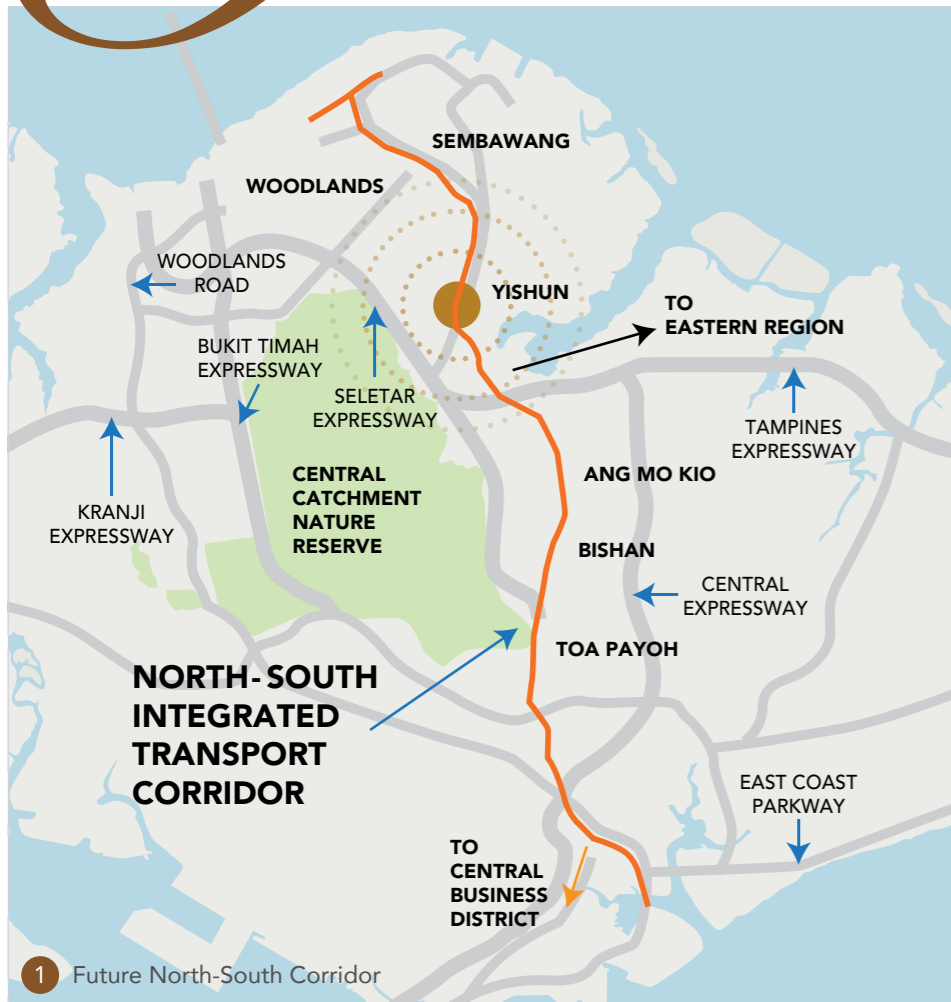 SEMBAWANG
WOODLANDS
WOODLANDS
ROAD
YISHUN
TO
EASTERN REGION
BUKIT TIMAH
EXPRESSWAY
SELETAR
EXPRESSWAY
TAMPINES
EXPRESSWAY
CENTRAL
CATCHMENT
NATURE
RESERVE
ANG MO KIO
KRANJI
EXPRESSWAY
BISHAN
CENTRAL
EXPRESSWAY
TOA PAYOH
NORTH-SOUTH
INTEGRATED
TRANSPORT
CORRIDOR
EAST COAST
PARKWAY
TO
CENTRAL
BUSINESS
DISTRICT
1 Future North-South Corridor